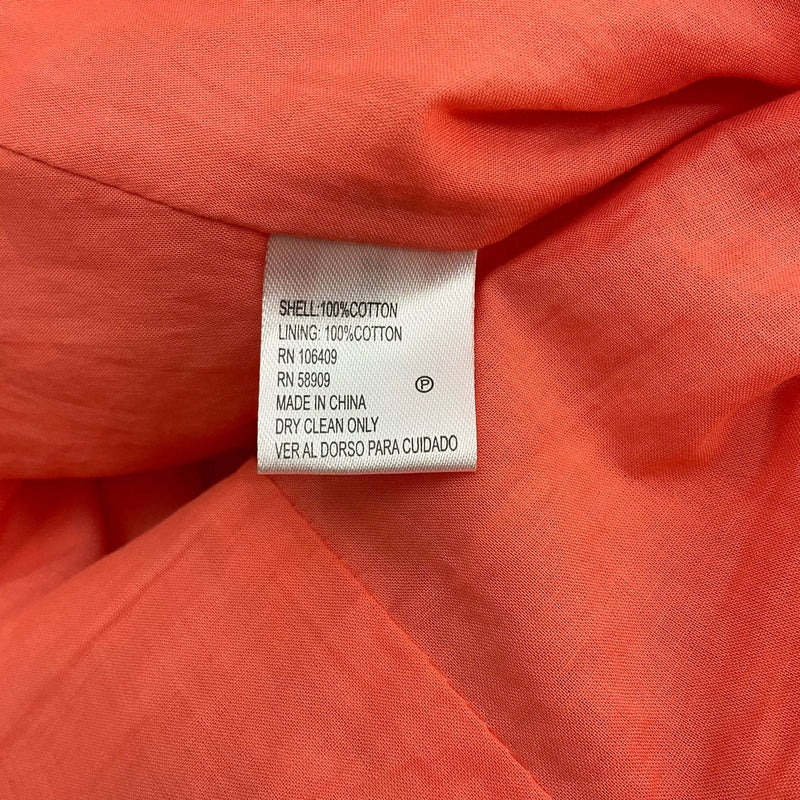 SHELL:100%COTTON
LINING: 100%COTTON
RN 106409
RN 58909
Ⓟ
MADE IN CHINA
DRY CLEAN ONLY
VER AL DORSO PARA CUIDADO